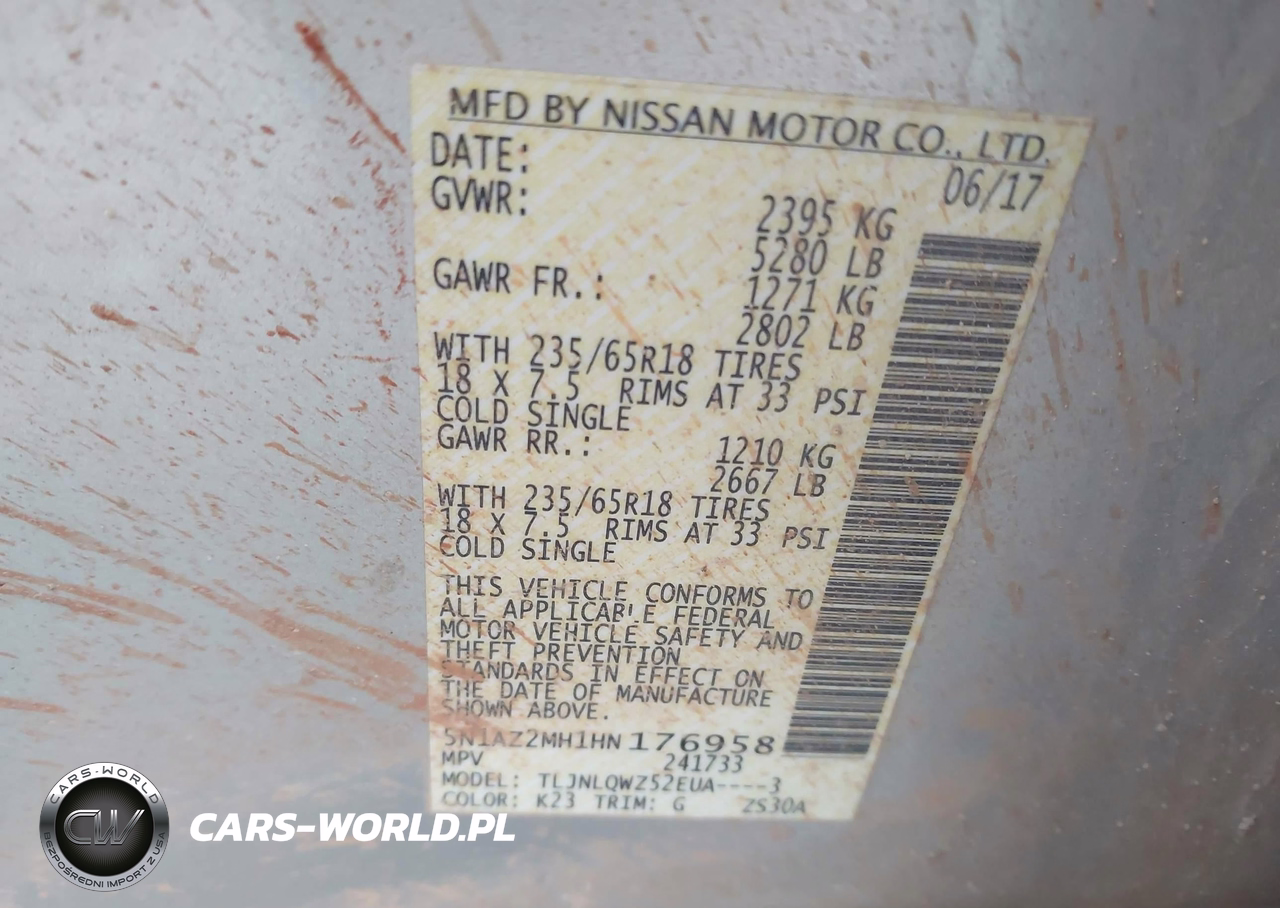 MFD BY NISSAN MOTOR CO., LTD.
DATE: 06/17
GVWR: 2395 KG
5280 LB
GAWR FR.: 1271 KG
2802 LB
WITH 235/65R18 TIRES
18 X 7.5 RIMS AT 33 PSI
COLD SINGLE
GAWR RR.: 1210 KG
2667 LB
WITH 235/65R18 TIRES
18 X 7.5 RIMS AT 33 PSI
COLD SINGLE
THIS VEHICLE CONFORMS TO
ALL APPLICABLE FEDERAL
MOTOR VEHICLE SAFETY AND
THEFT PREVENTION
STANDARDS IN EFFECT ON
THE DATE OF MANUFACTURE
SHOWN ABOVE.
5N1AZ2MH1HN176958
MPV 241733
MODEL: TLJNLQWZ52EUA----3
COLOR: K23 TRIM: G ZS30A
CARS-WORLD
CW
BEZPOŚREDNI IMPORT Z USA
CARS-WORLD.PL